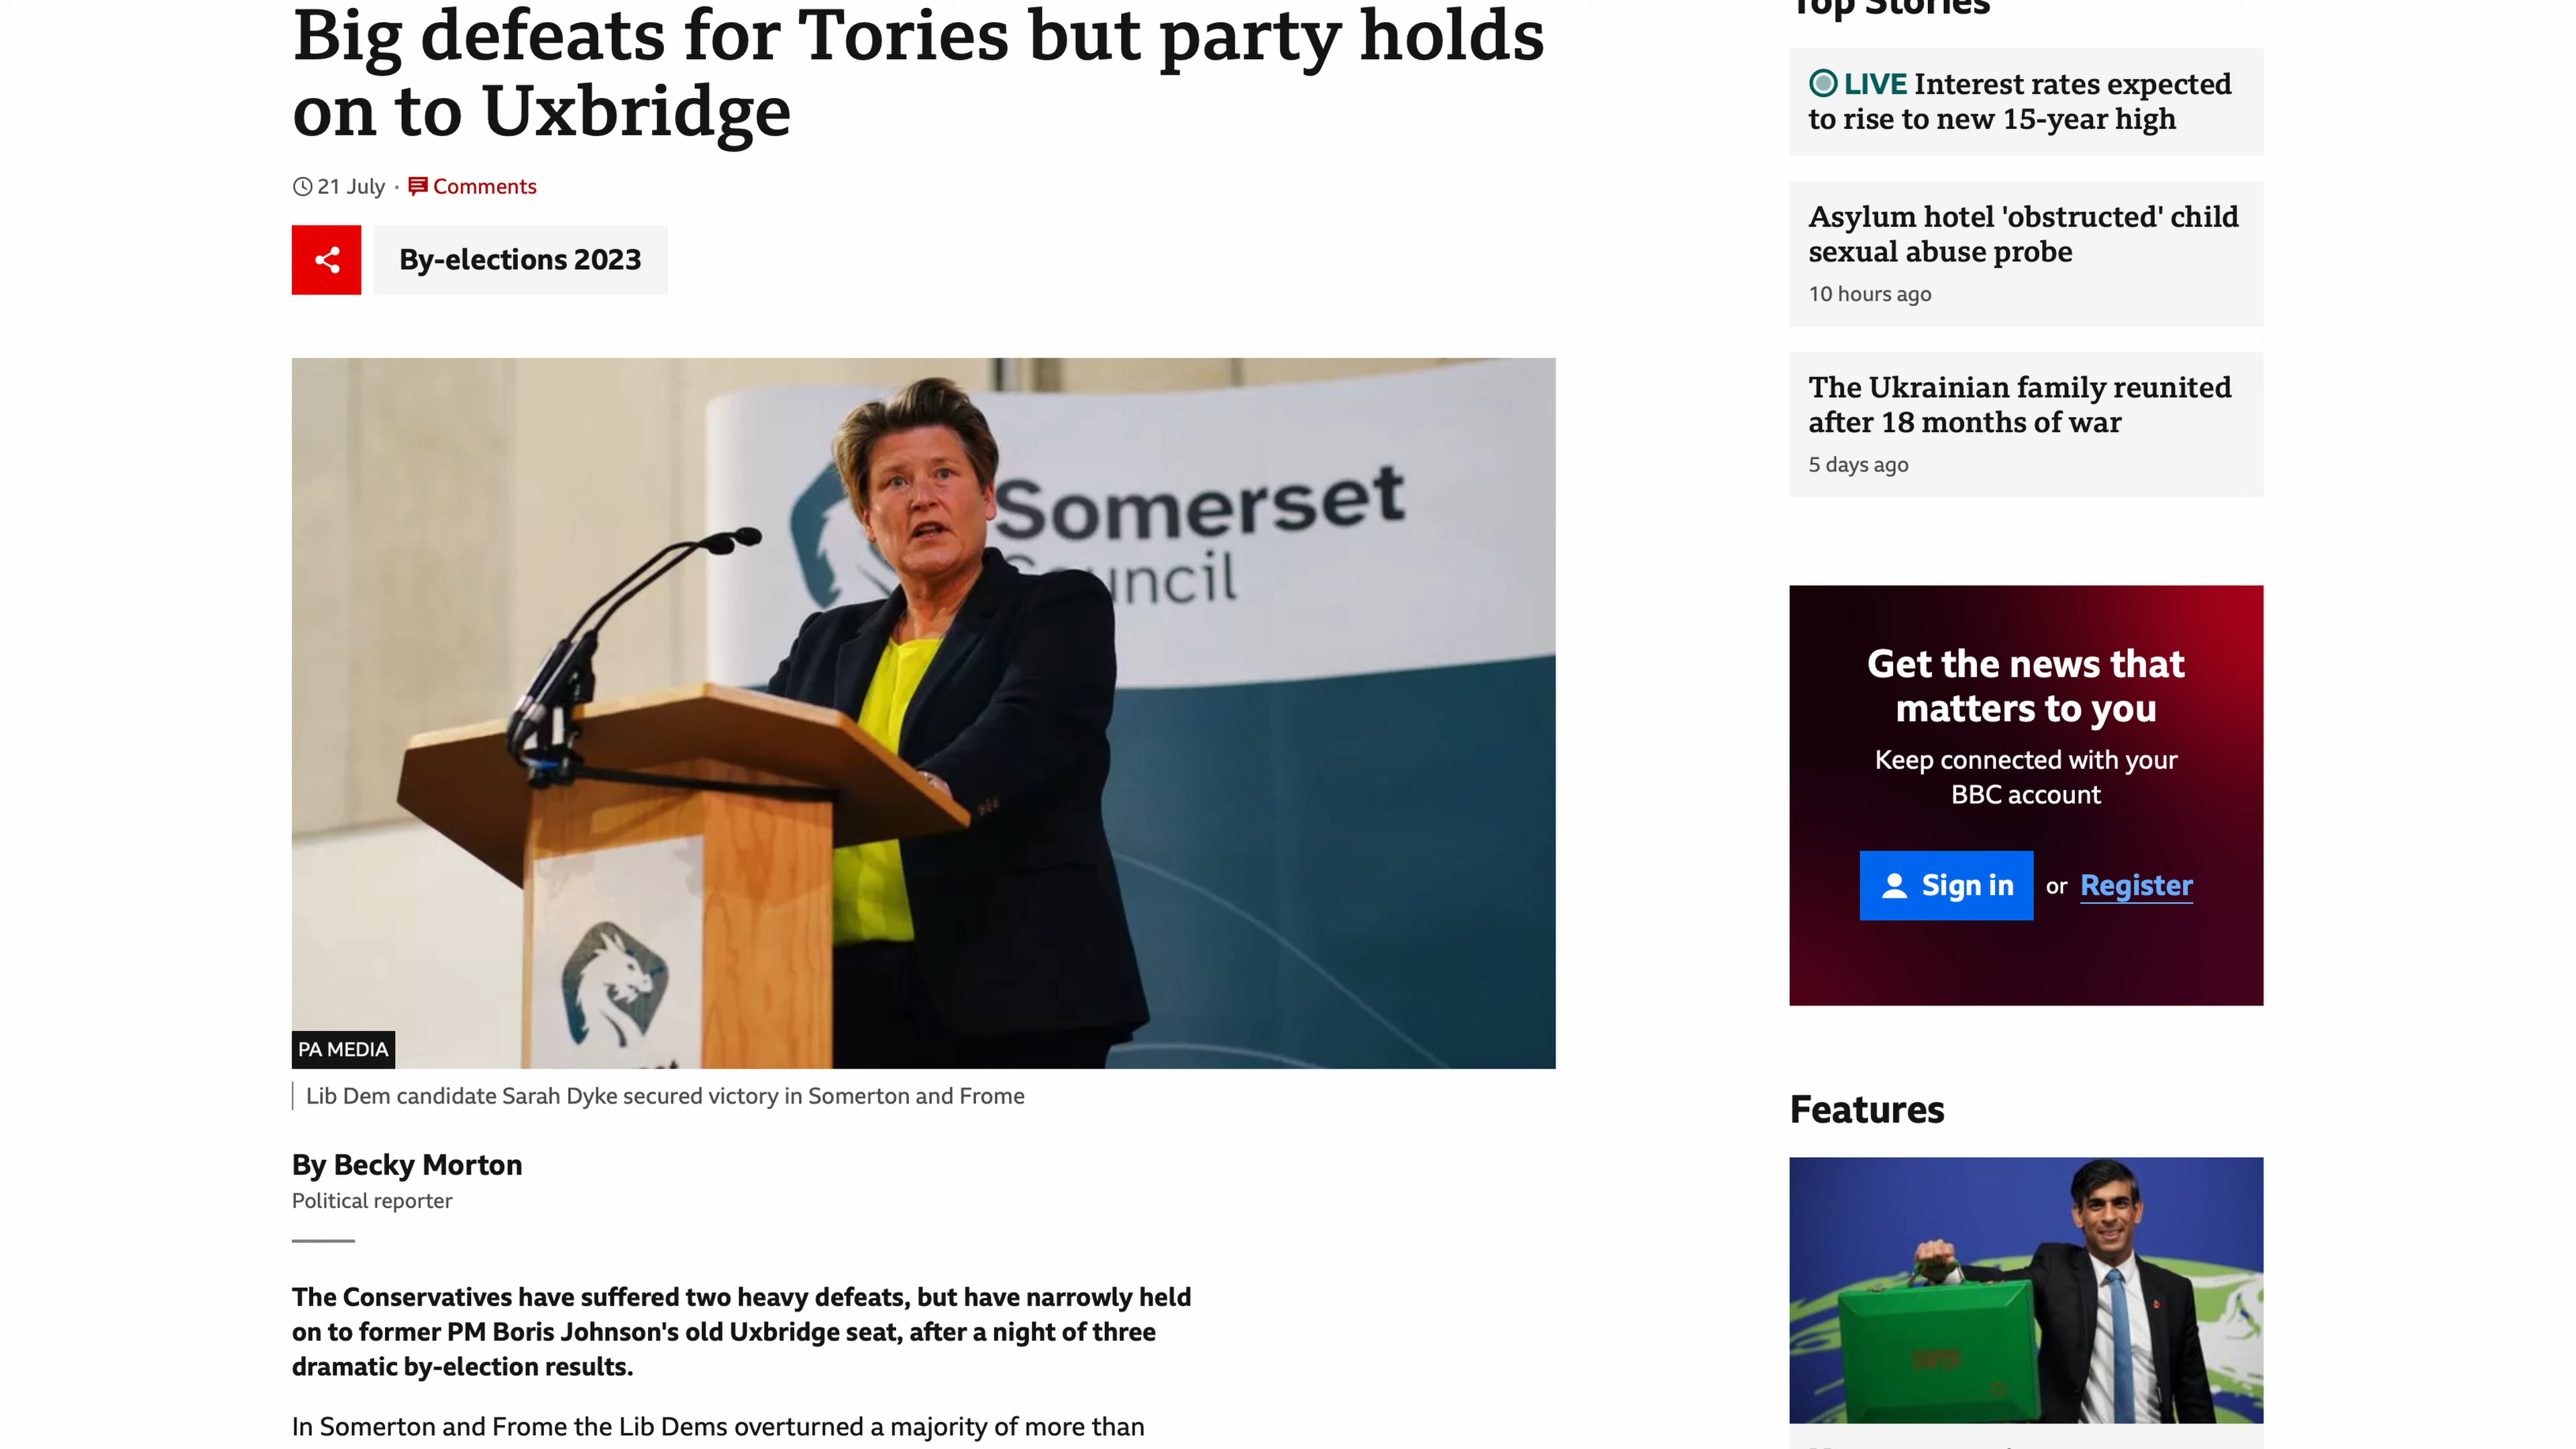 Big defeats for Tories but party holds
on to Uxbridge
21 July · Comments
By-elections 2023
Somerset
Council
PA MEDIA
Lib Dem candidate Sarah Dyke secured victory in Somerton and Frome
By Becky Morton
Political reporter
The Conservatives have suffered two heavy defeats, but have narrowly held
on to former PM Boris Johnson's old Uxbridge seat, after a night of three
dramatic by-election results.
In Somerton and Frome the Lib Dems overturned a majority of more than
Top Stories
LIVE Interest rates expected
to rise to new 15-year high
Asylum hotel 'obstructed' child
sexual abuse probe
10 hours ago
The Ukrainian family reunited
after 18 months of war
5 days ago
Get the news that
matters to you
Keep connected with your
BBC account
Sign in or Register
Features